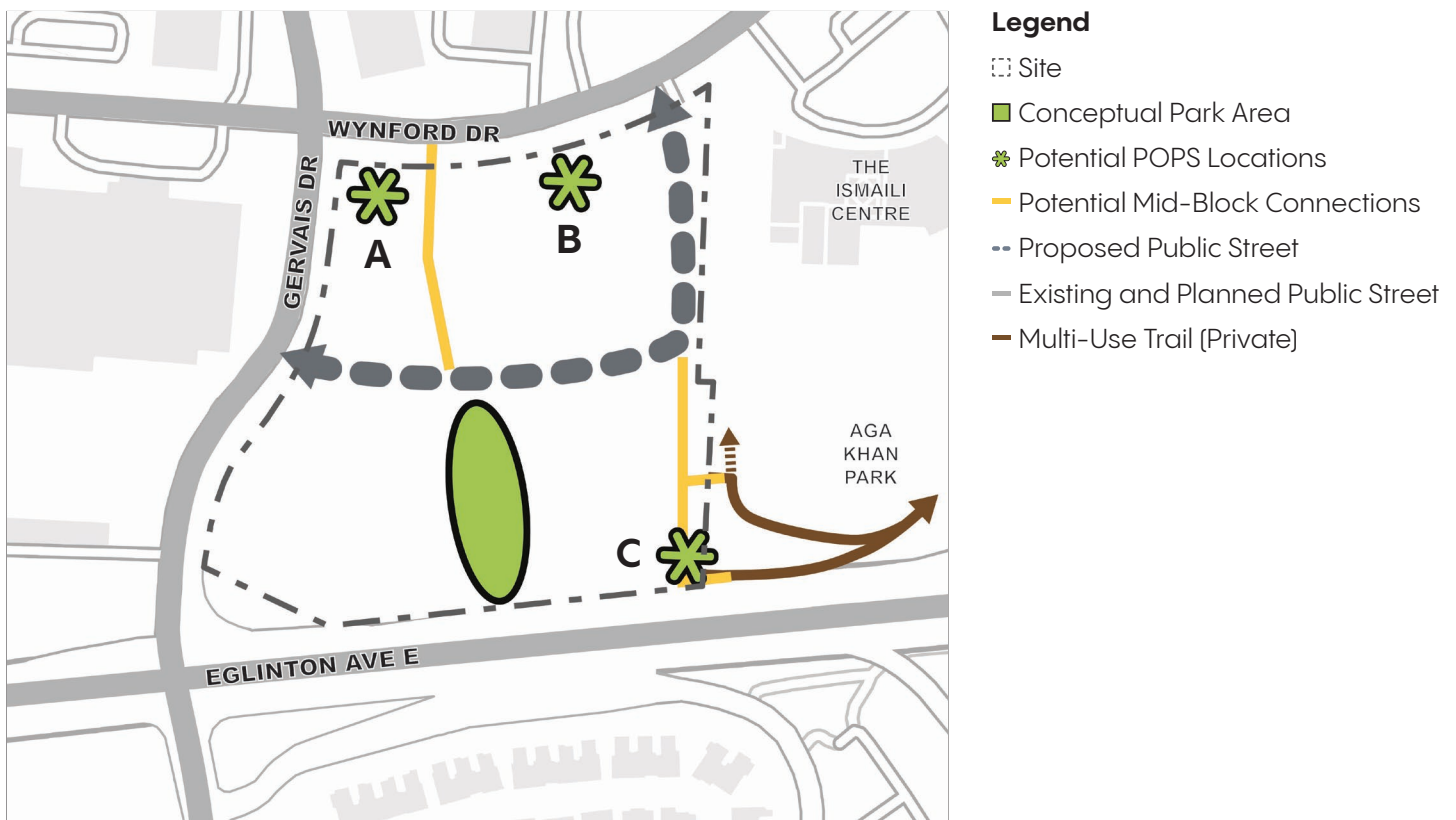 WYNFORD DR
GERVAIS DR
A
B
THE
ISMAILI
CENTRE
AGA
KHAN
PARK
C
EGLINTON AVE E
Legend
Site
Conceptual Park Area
Potential POPS Locations
Potential Mid-Block Connections
Proposed Public Street
Existing and Planned Public Street
Multi-Use Trail (Private)